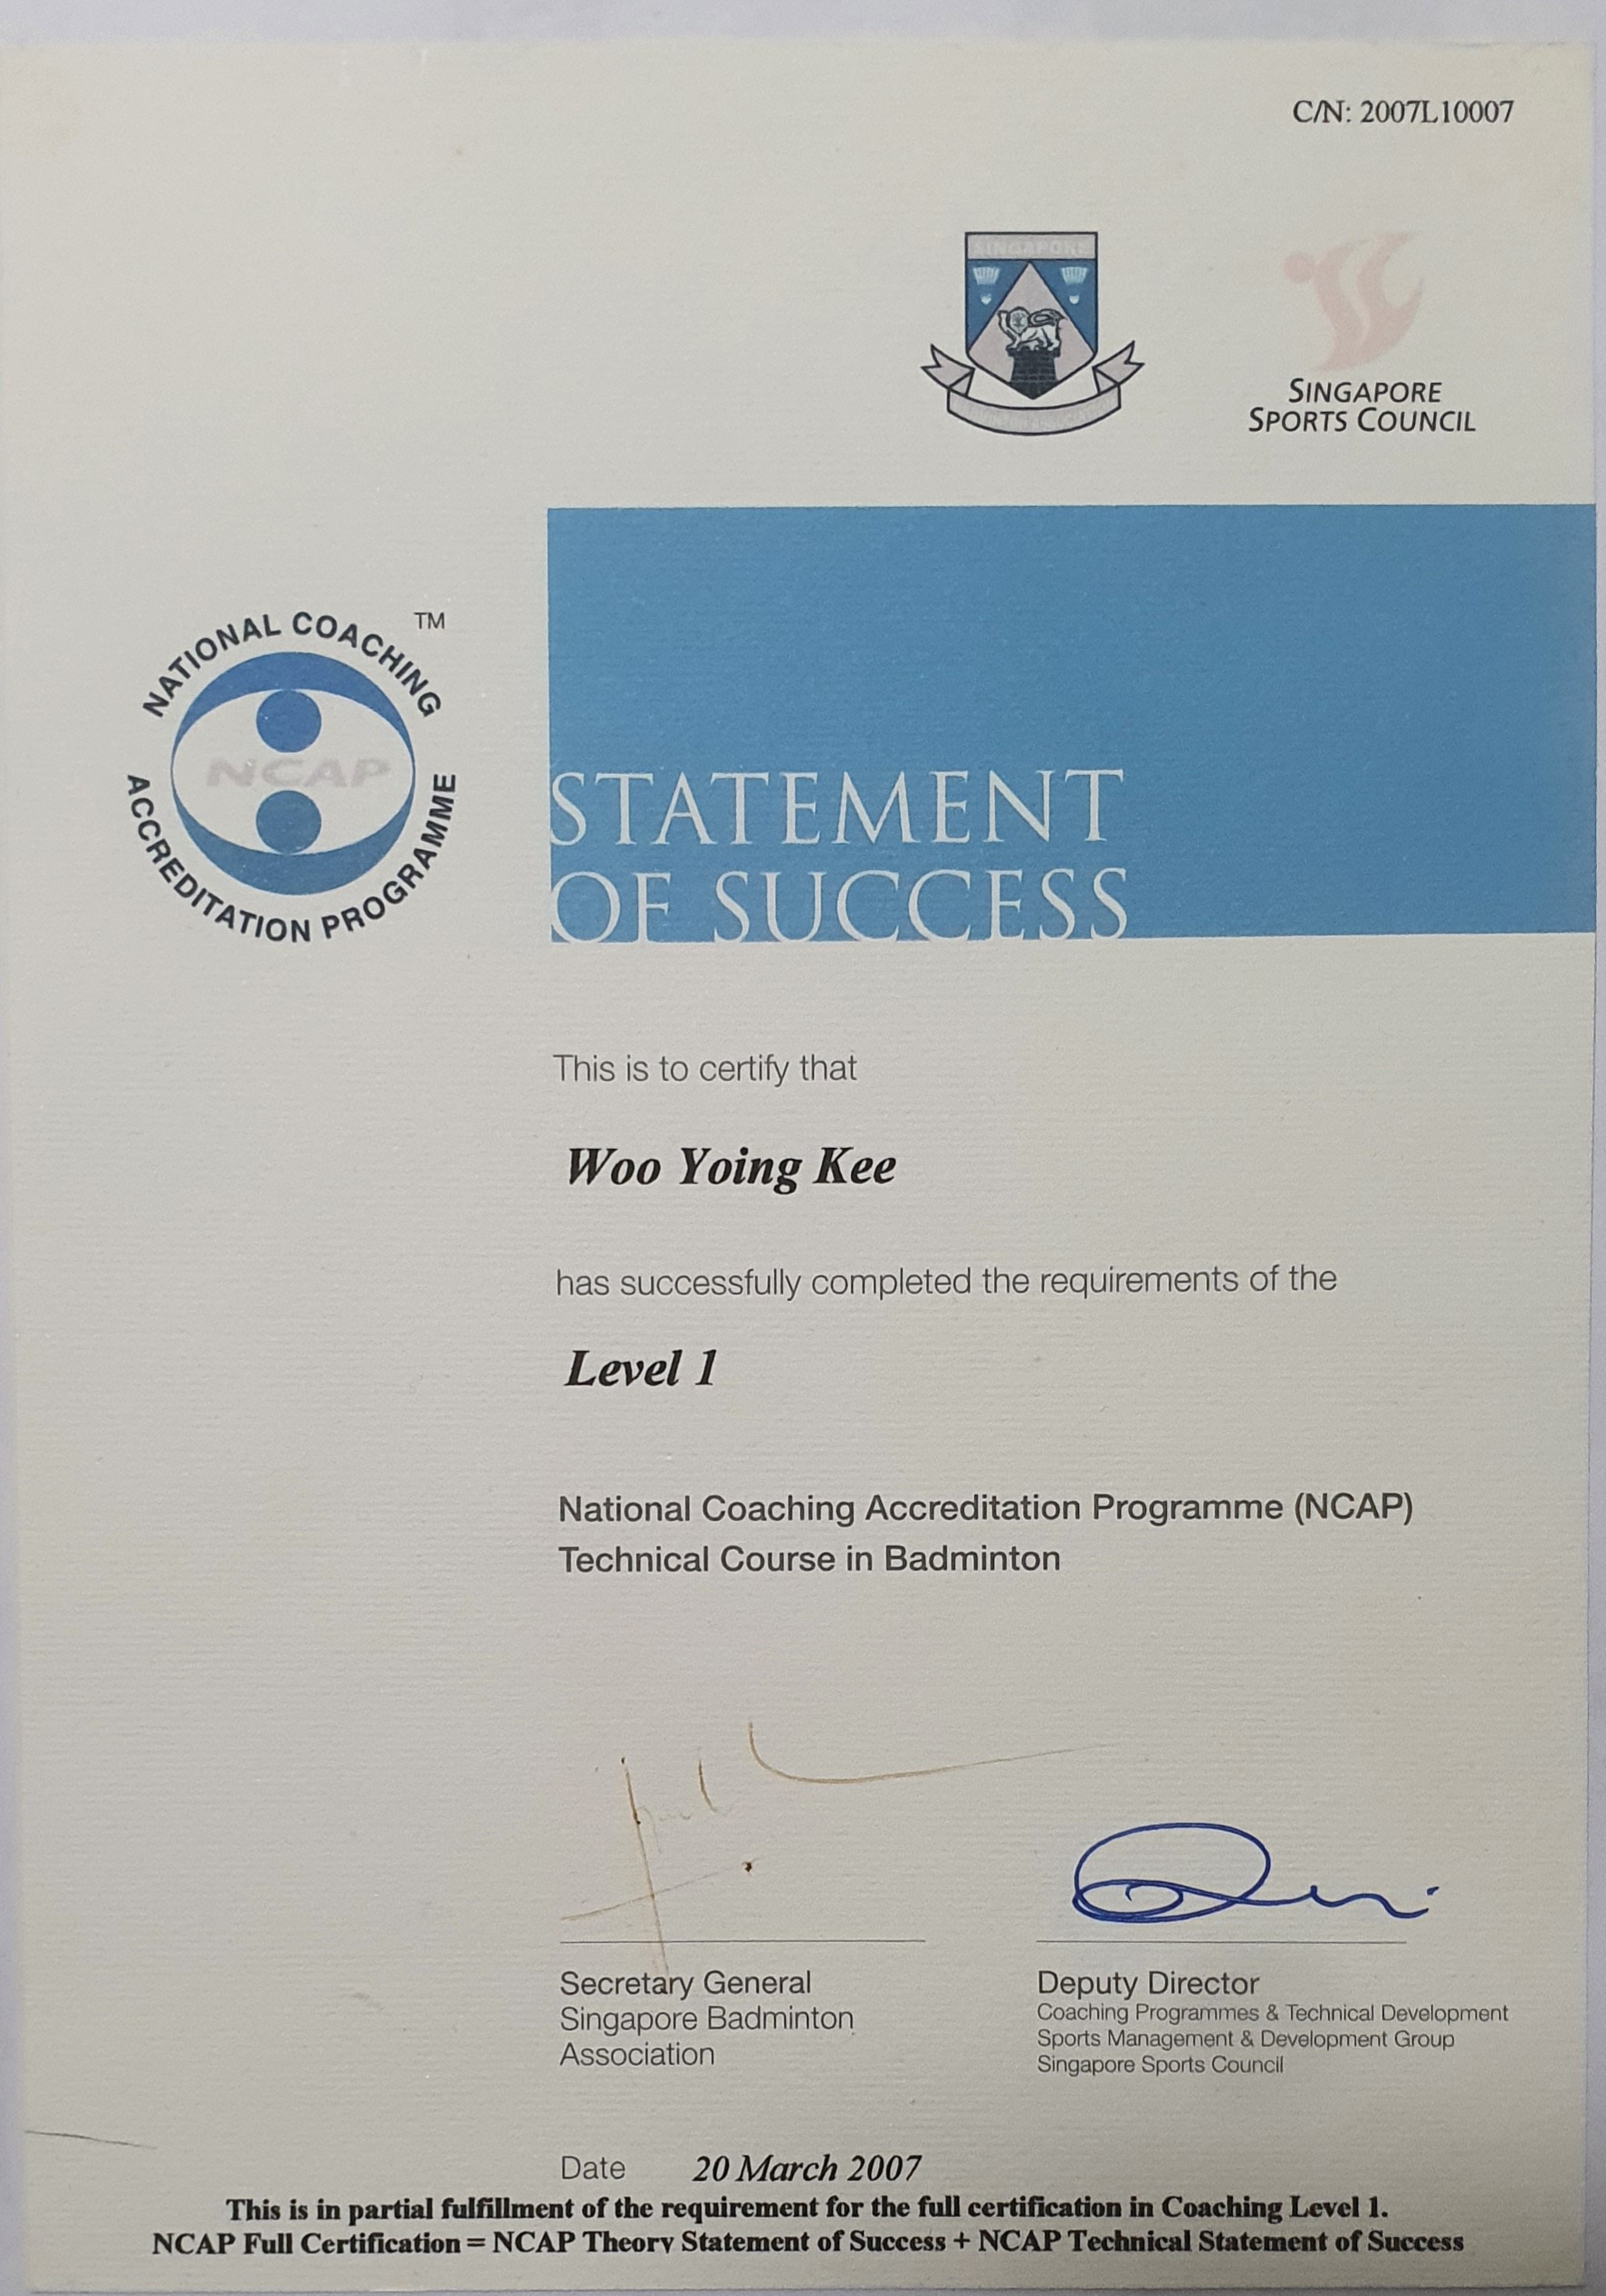 C/N: 2007L10007
SINGAPORE
SINGAPORE
SPORTS COUNCIL
NATIONAL COACHING
TM
NCAP
ACCREDITATION PROGRAMME
STATEMENT
OF SUCCESS
This is to certify that
Woo Yoing Kee
has successfully completed the requirements of the
Level 1
National Coaching Accreditation Programme (NCAP)
Technical Course in Badminton
Secretary General
Singapore Badminton
Association
Deputy Director
Coaching Programmes & Technical Development
Sports Management & Development Group
Singapore Sports Council
Date 20 March 2007
This is in partial fulfillment of the requirement for the full certification in Coaching Level 1.
NCAP Full Certification = NCAP Theory Statement of Success + NCAP Technical Statement of Success